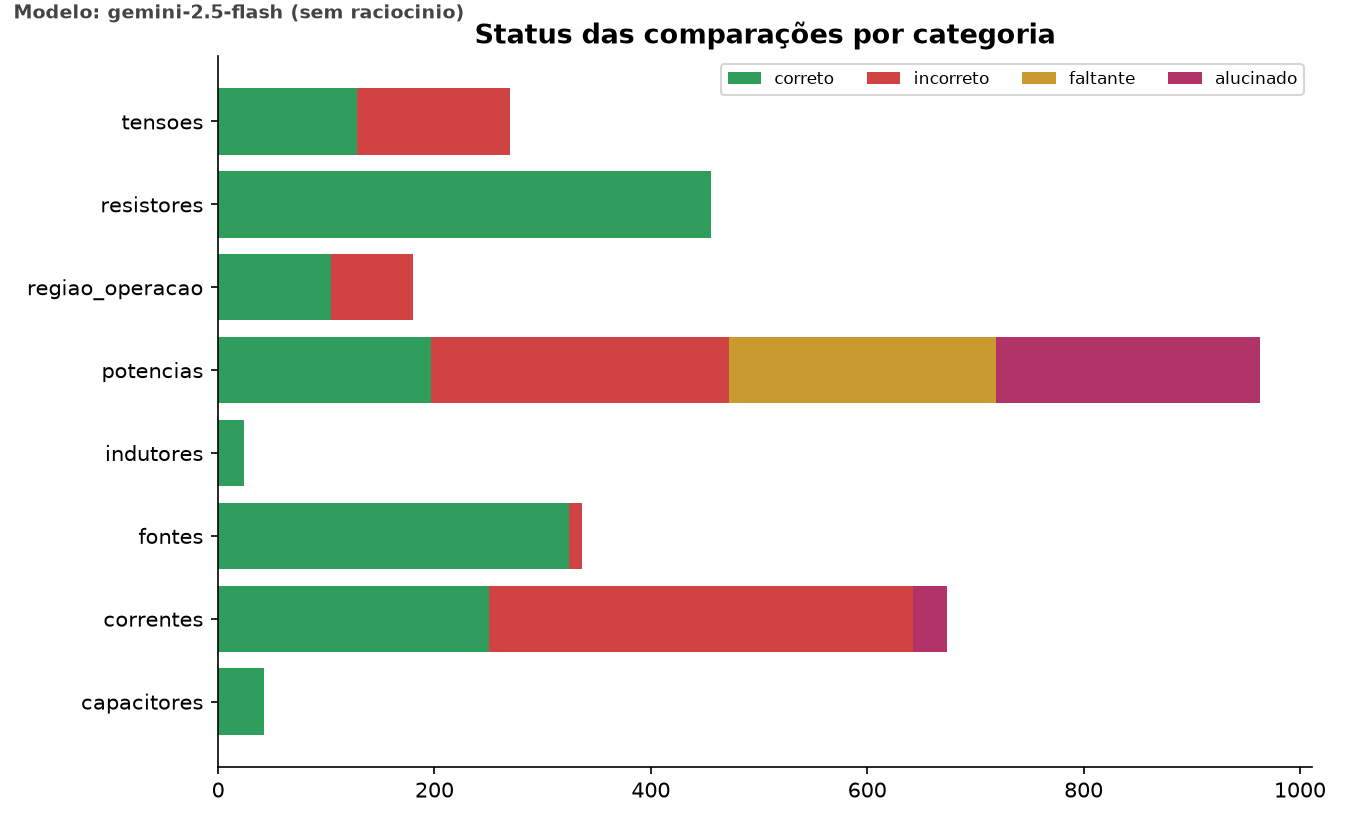 Modelo: gemini-2.5-flash (sem raciocinio)
Status das comparações por categoria
correto incorreto faltante alucinado
tensoes
resistores
regiao_operacao
potencias
indutores
fontes
correntes
capacitores
0 200 400 600 800 1000